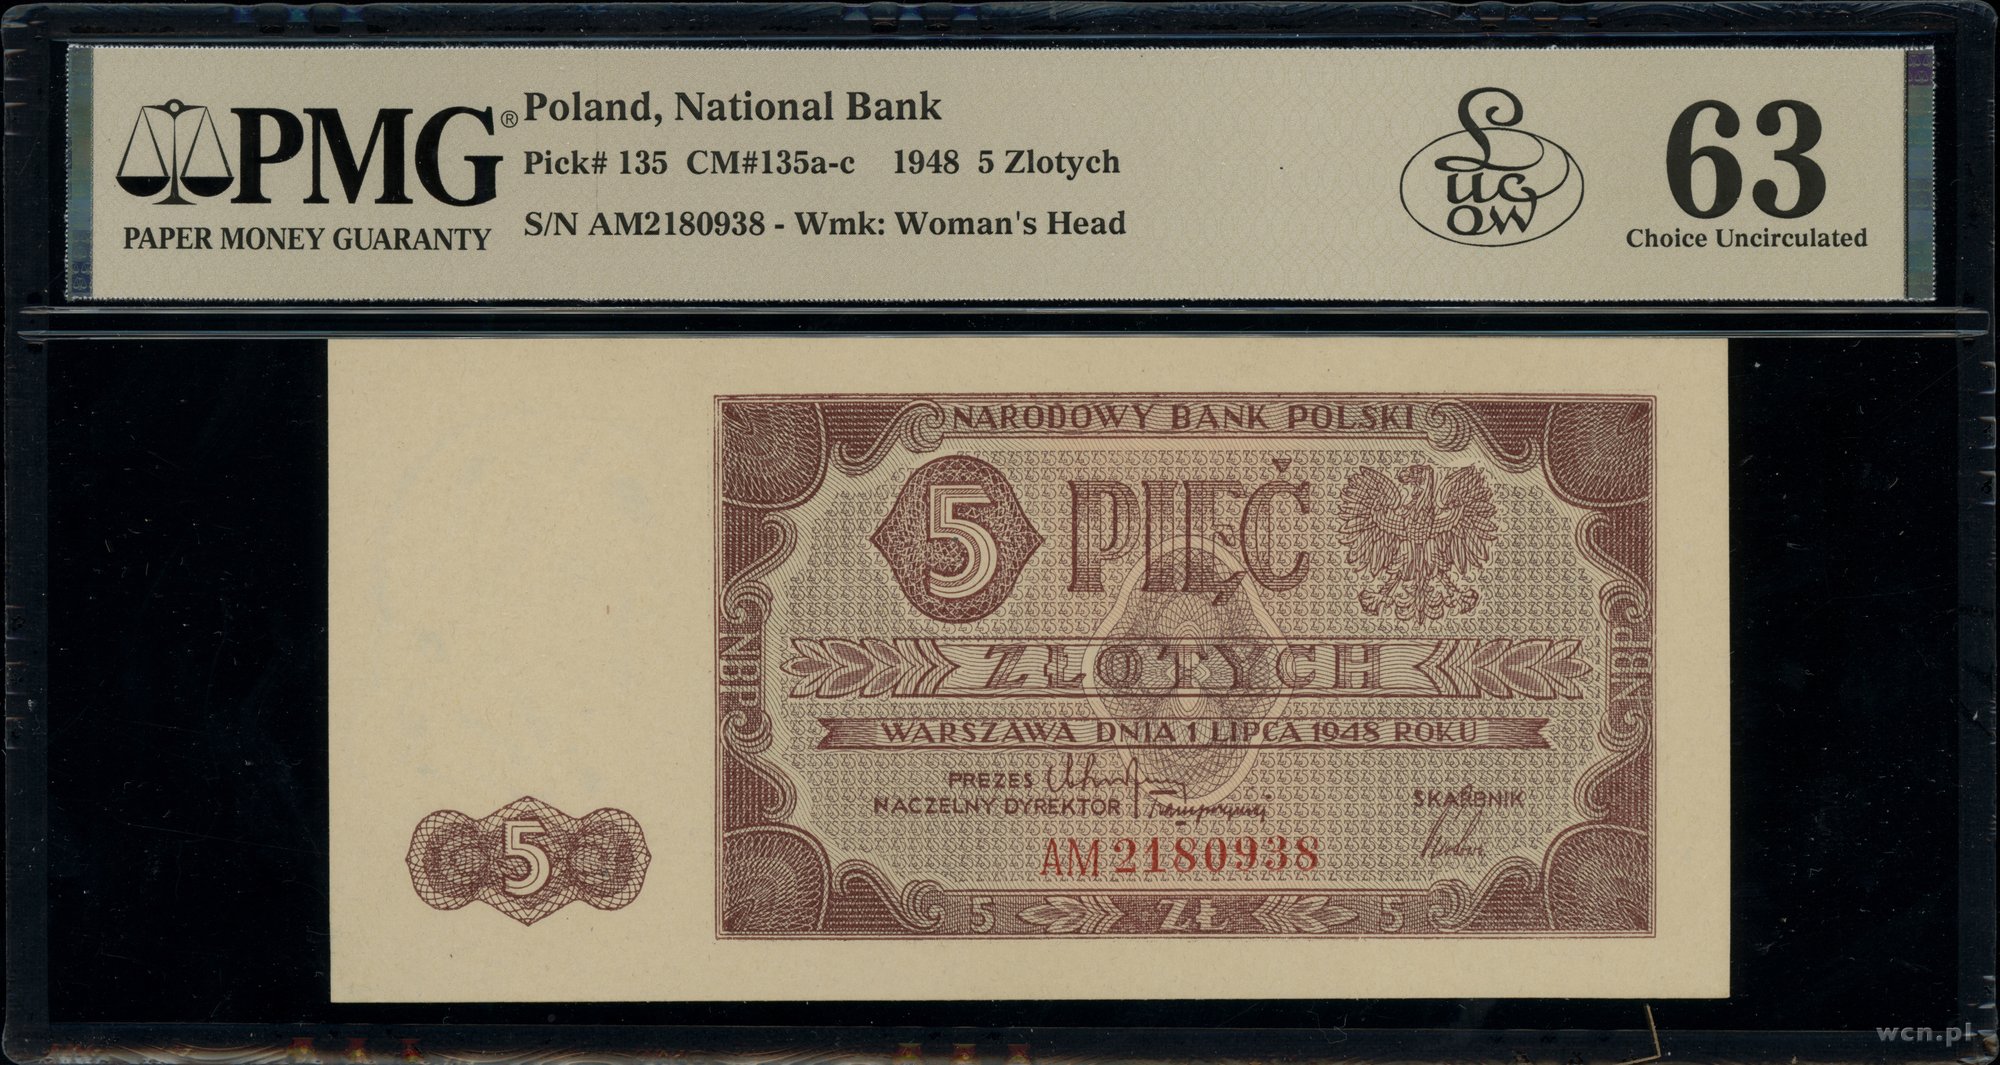 PMG®
PAPER MONEY GUARANTY
Poland, National Bank
Pick# 135 CM#135a-c 1948 5 Zlotych
S/N AM2180938 - Wmk: Woman's Head
Lucow
63
Choice Uncirculated
NARODOWY BANK POLSKI
5 PIĘĆ
ZŁOTYCH
NBP
NBP
WARSZAWA DNIA 1 LIPCA 1948 ROKU
PREZES
NACZELNY DYREKTOR
SKARBNIK
AM 2180938
5
5 ZŁ 5
wcn.pl